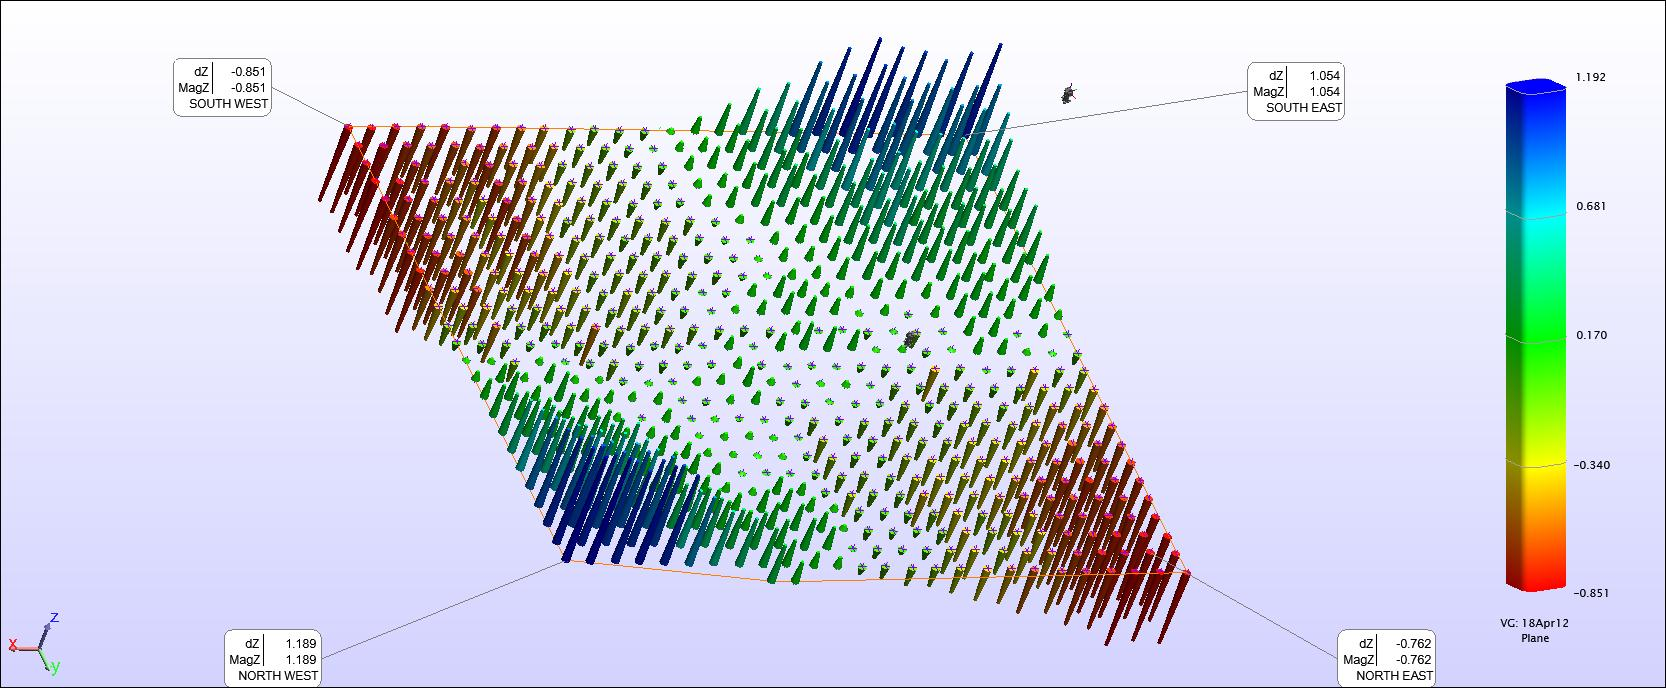 dZ -0.851
MagZ -0.851
SOUTH WEST
dZ 1.054
MagZ 1.054
SOUTH EAST
1.192
0.681
0.170
-0.340
-0.851
VG: 18Apr12
Plane
dZ 1.189
MagZ 1.189
NORTH WEST
dZ -0.762
MagZ -0.762
NORTH EAST
Z
X
y